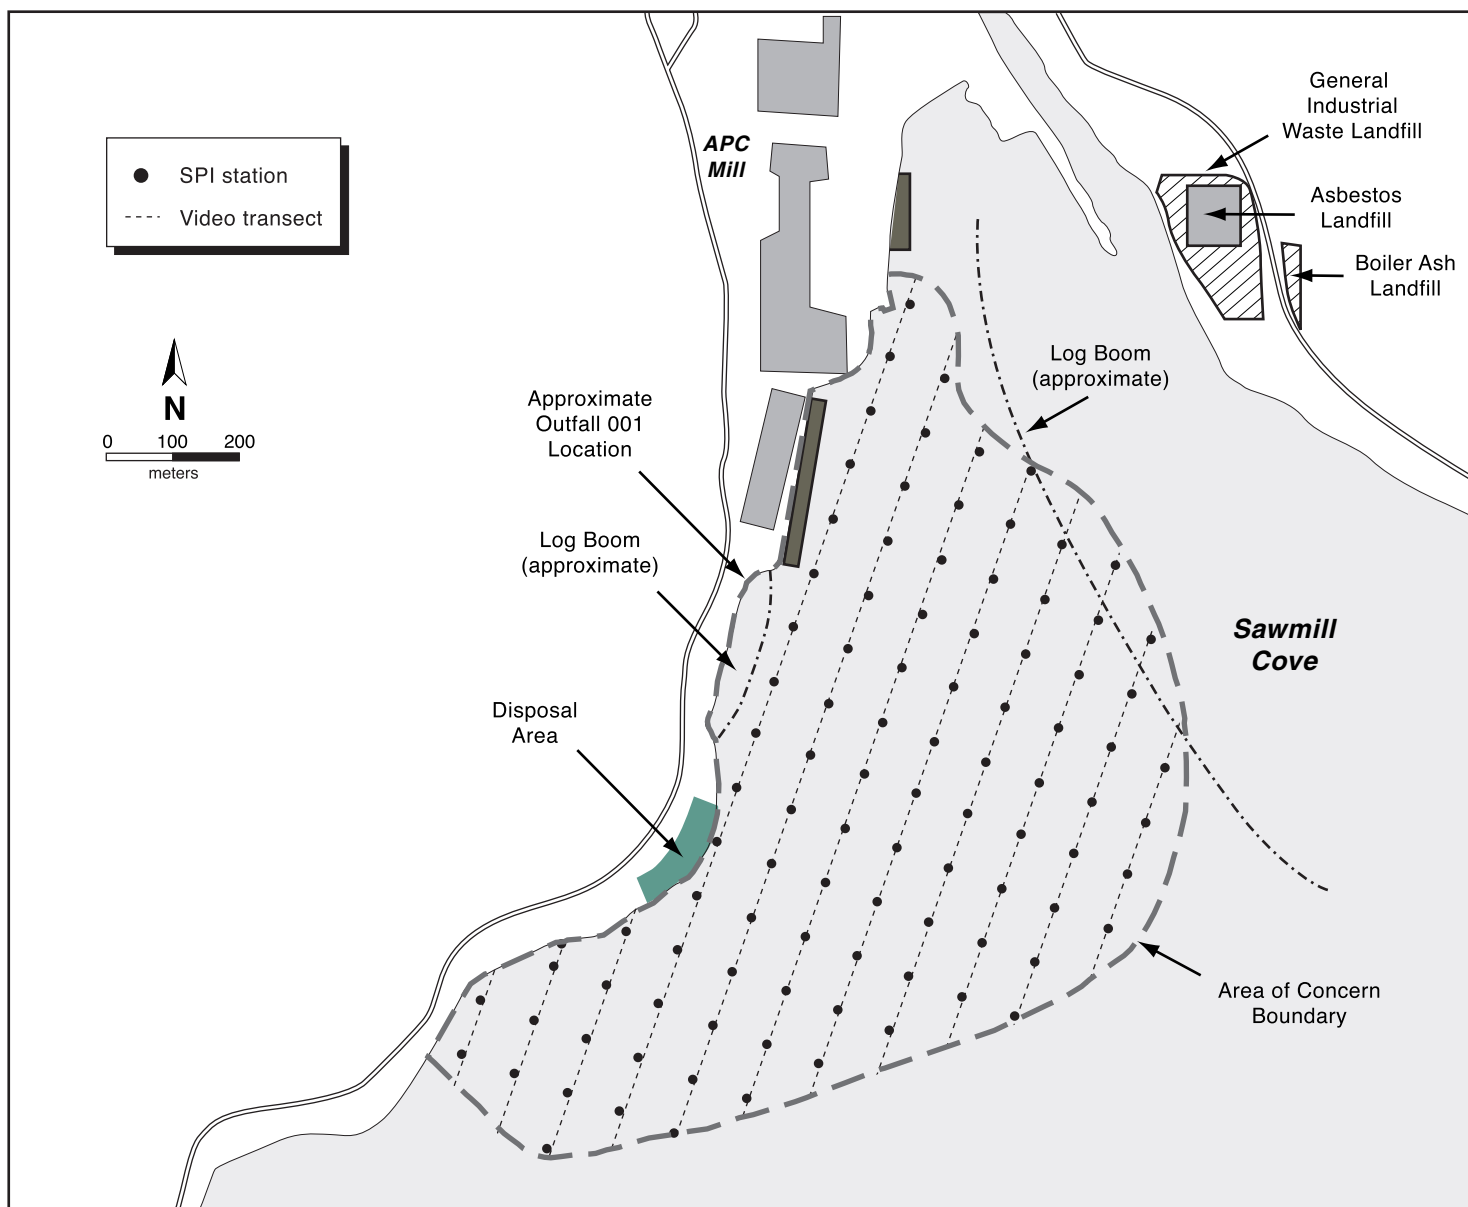 General
Industrial
Waste Landfill
APC
Mill
SPI station
Video transect
Asbestos
Landfill
Boiler Ash
Landfill
Log Boom
(approximate)
N
0 100 200
meters
Approximate
Outfall 001
Location
Log Boom
(approximate)
Sawmill
Cove
Disposal
Area
Area of Concern
Boundary